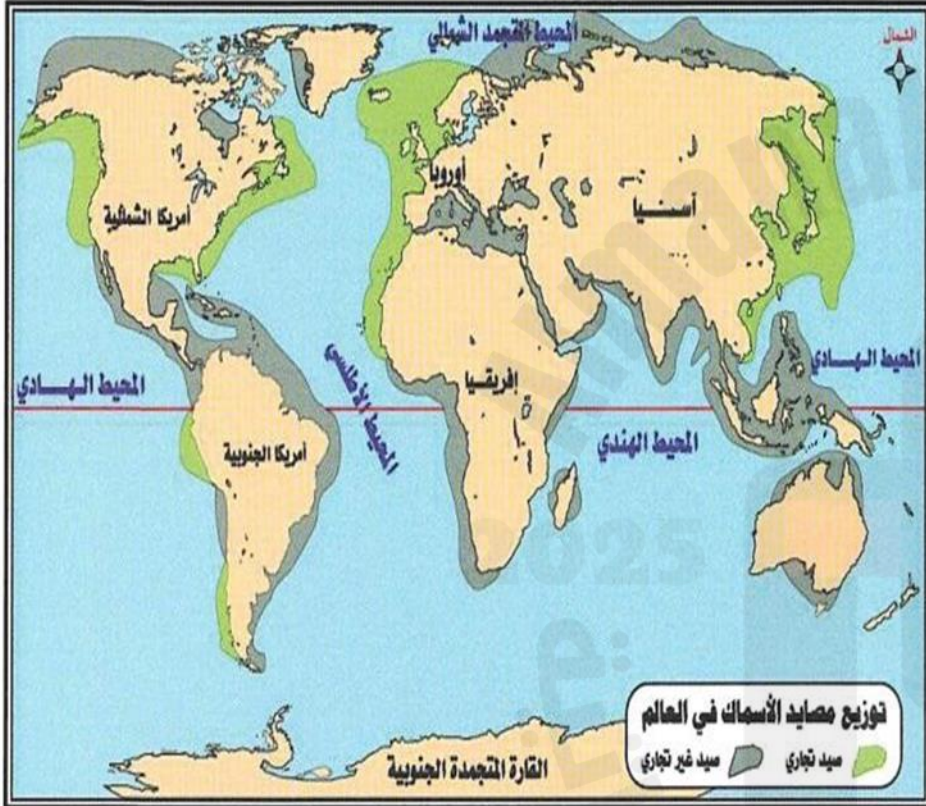 المحيط المتجمد الشمالي
الشمال
أوروبا
آسيا
أمريكا الشمالية
المحيط الهادي
المحيط الهادي
المحيط الأطلسي
إفريقيا
المحيط الهندي
أمريكا الجنوبية
2025
توزيع مصايد الأسماك في العالم
صيد تجاري
صيد غير تجاري
القارة المتجمدة الجنوبية